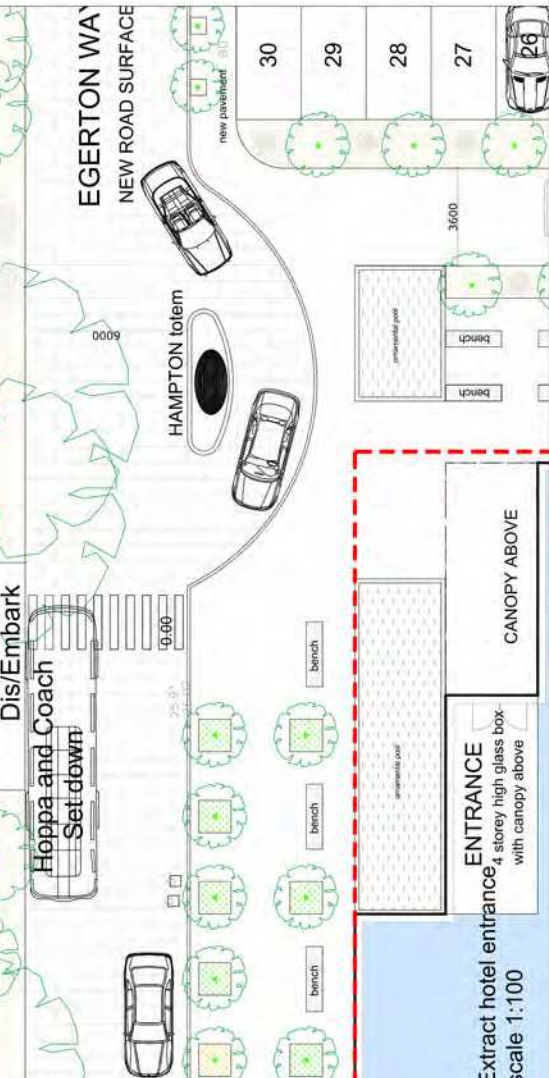 EGERTON WAY
NEW ROAD SURFACE
new pavement
30
29
28
27
26
3600
6000
HAMPTON totem
ornamental pool
bench
bench
Dis/Embark
Hoppa and Coach
Set down
0.00
bench
bench
bench
ornamental pool
CANOPY ABOVE
ENTRANCE
4 storey high glass box
with canopy above
Extract hotel entrance
scale 1:100